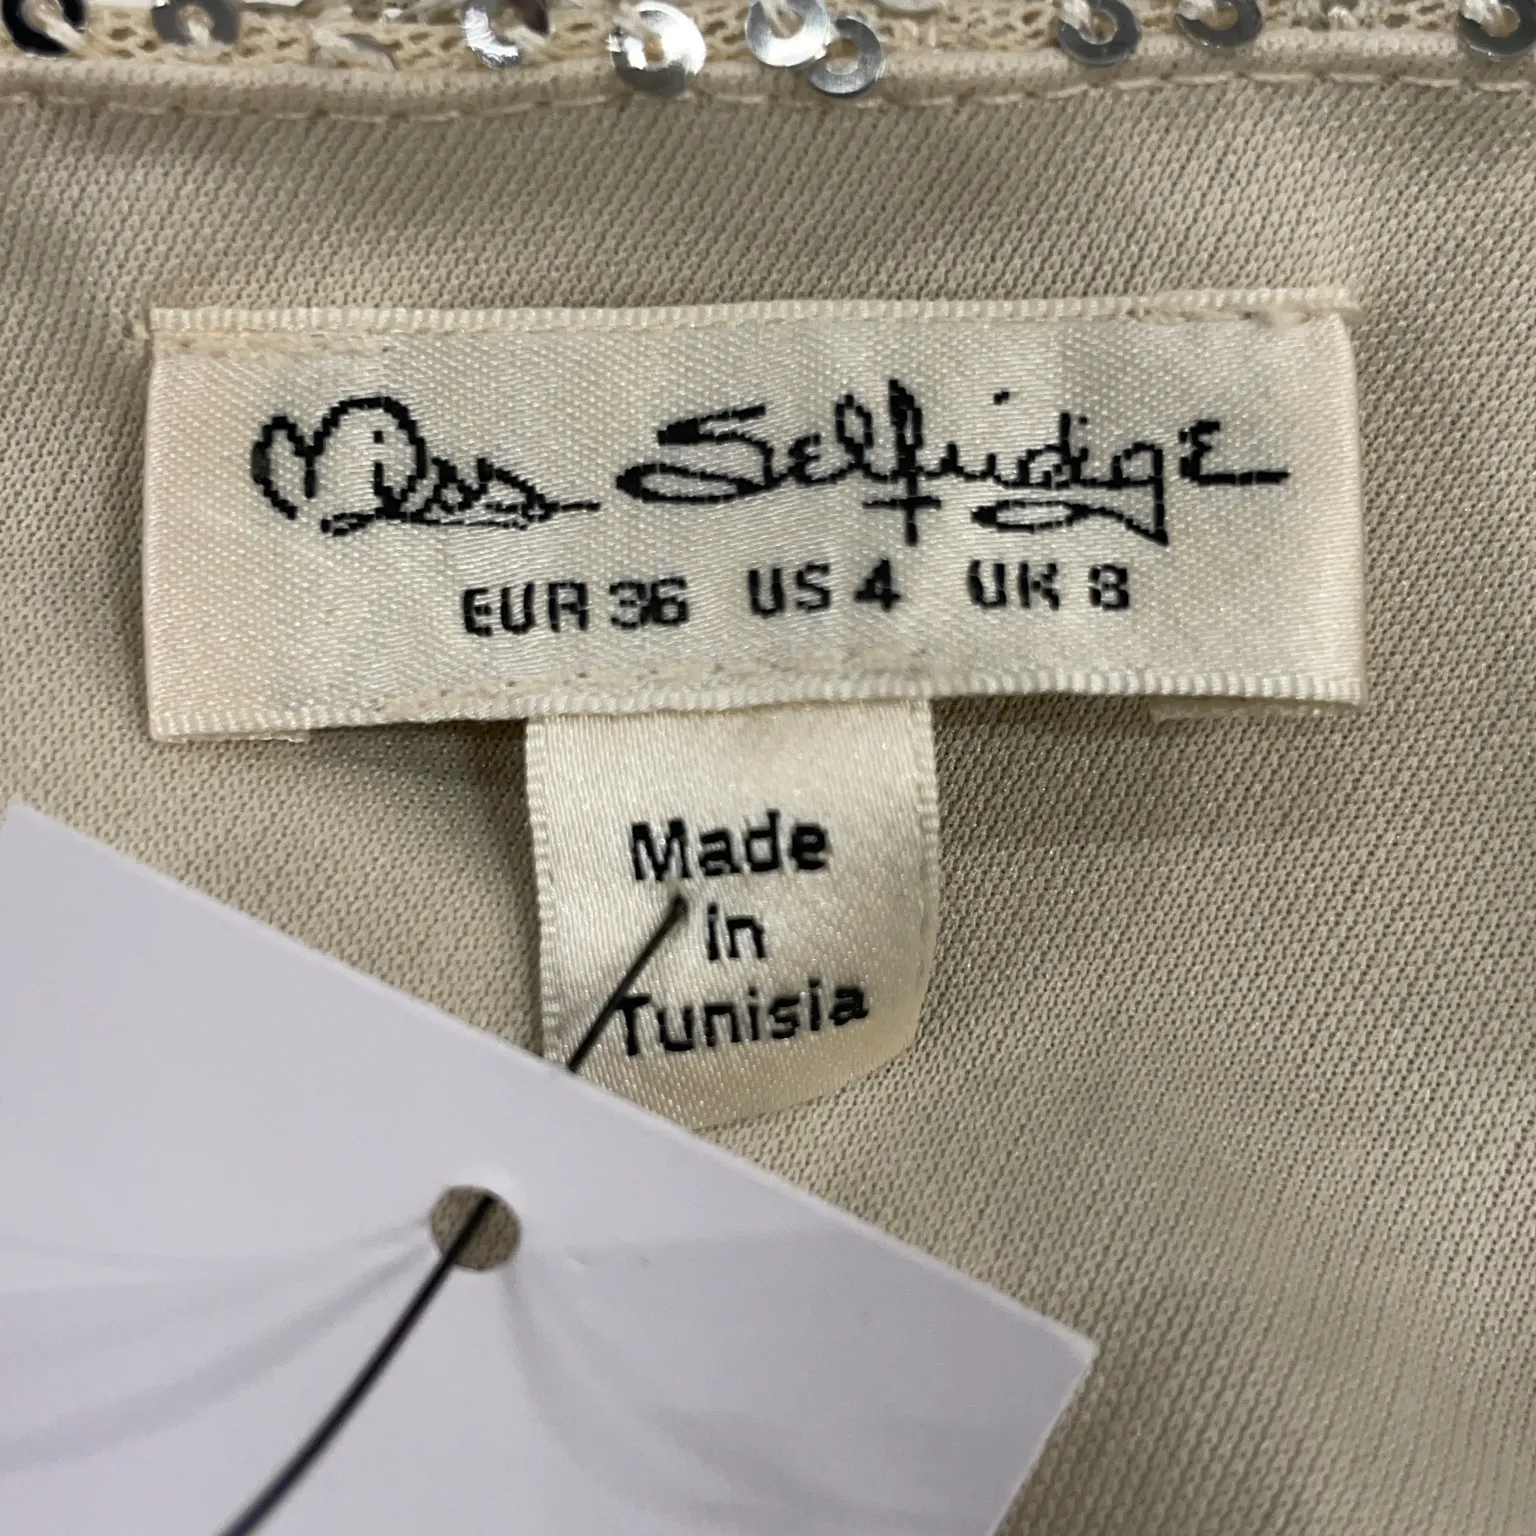 Miss Selfridge
EUR 36 US 4 UK 8
Made
in
Tunisia